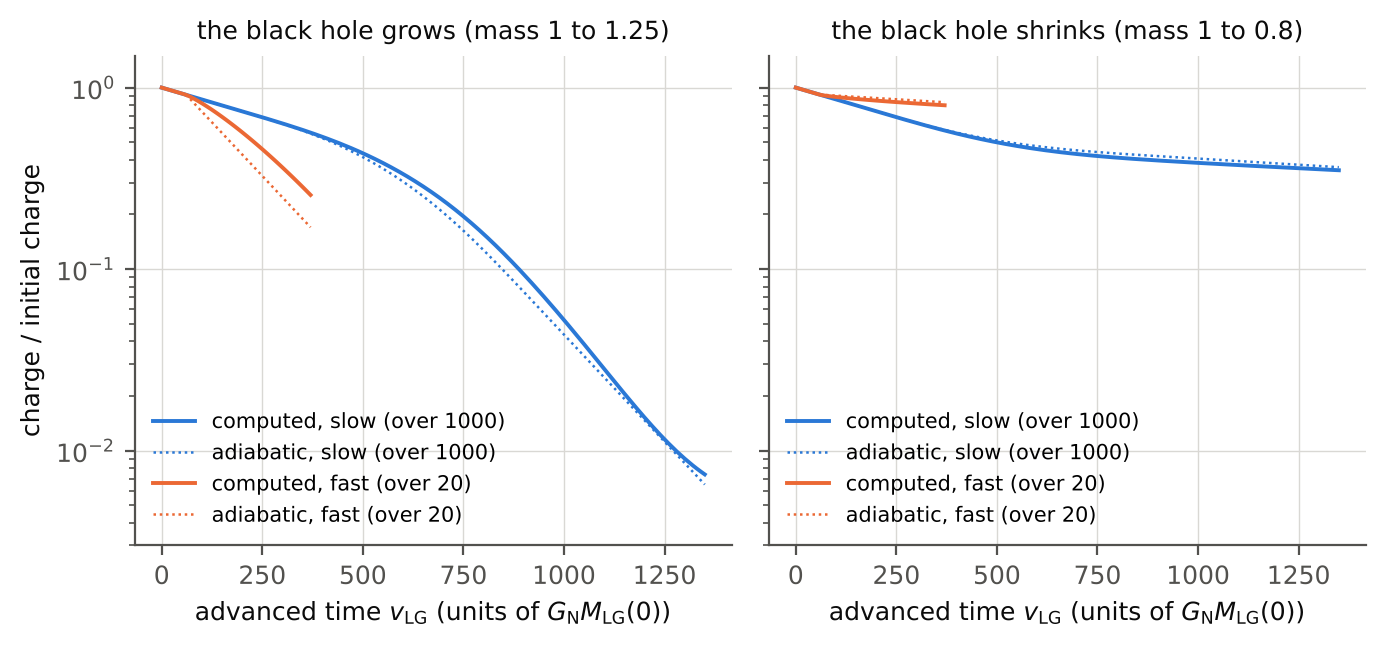 the black hole grows (mass 1 to 1.25)
the black hole shrinks (mass 1 to 0.8)
charge / initial charge
10⁰
10⁻¹
10⁻²
computed, slow (over 1000)
adiabatic, slow (over 1000)
computed, fast (over 20)
adiabatic, fast (over 20)
computed, slow (over 1000)
adiabatic, slow (over 1000)
computed, fast (over 20)
adiabatic, fast (over 20)
0 250 500 750 1000 1250
0 250 500 750 1000 1250
advanced time v_LG (units of G_N M_LG(0))
advanced time v_LG (units of G_N M_LG(0))